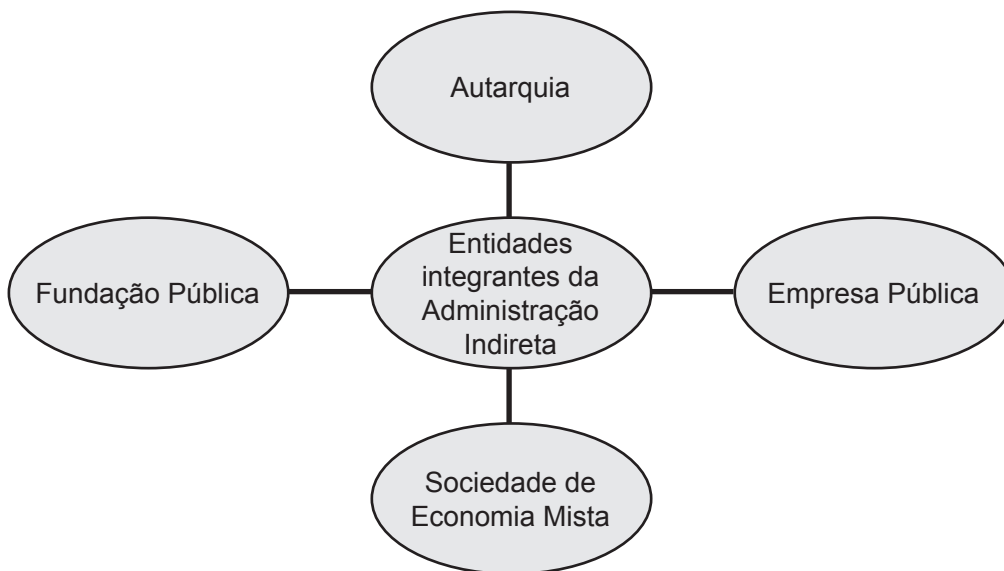 Autarquia
Fundação Pública
Entidades
integrantes da
Administração
Indireta
Empresa Pública
Sociedade de
Economia Mista